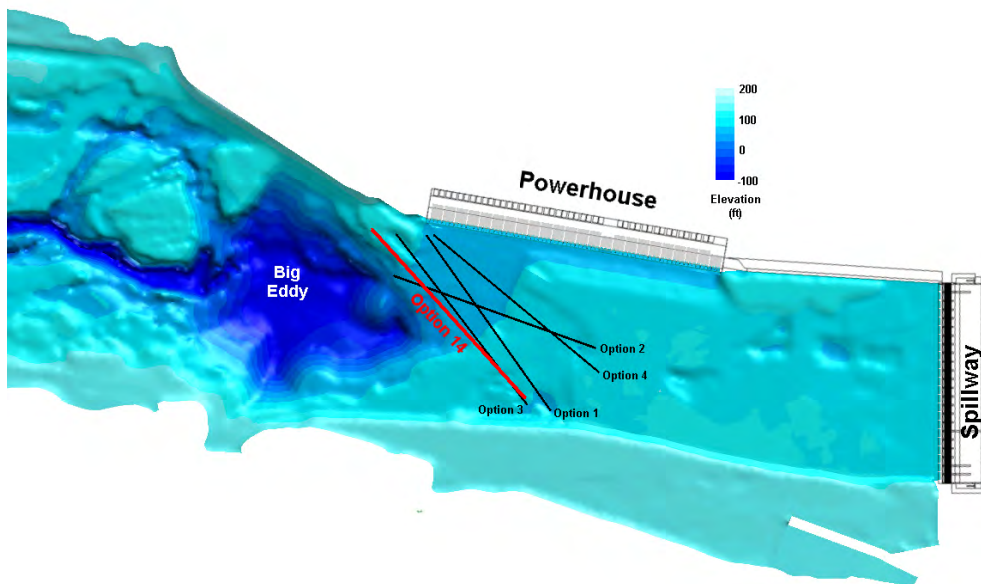 200
100
0
-100
Elevation
(ft)
Powerhouse
Big
Eddy
Option 14
Option 2
Option 4
Option 3
Option 1
Spillway